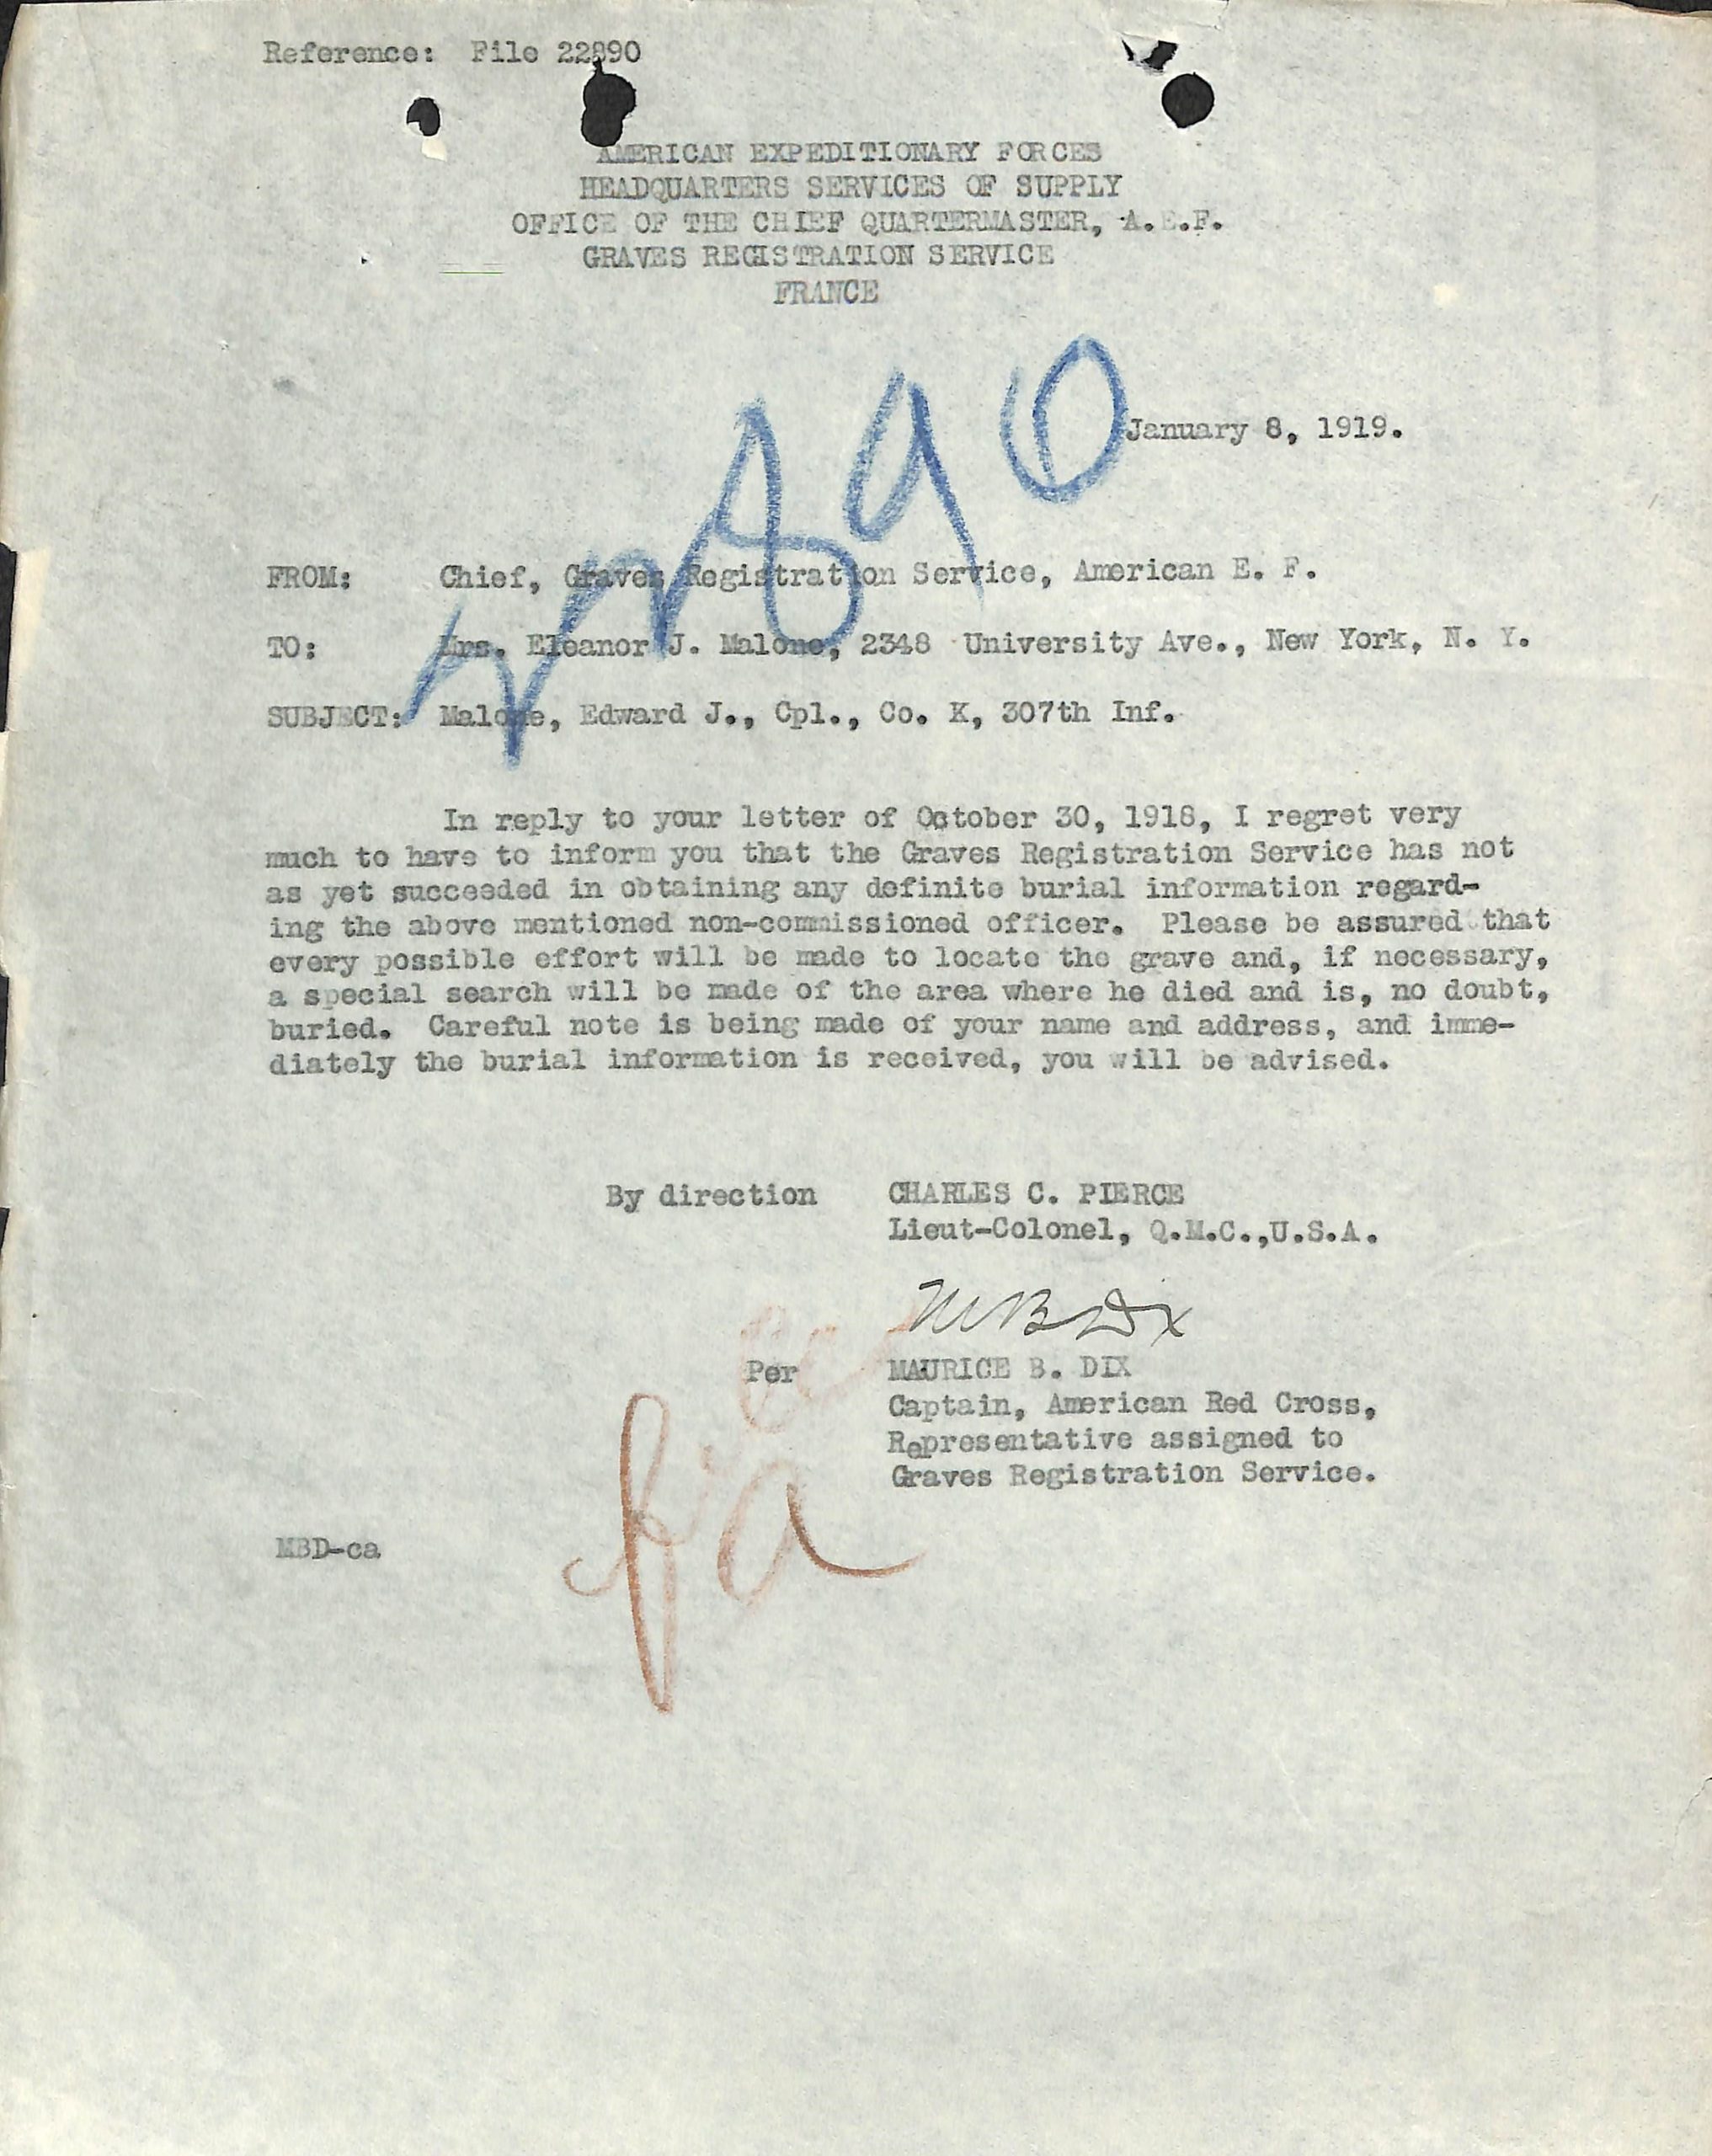 Reference: File 22890
AMERICAN EXPEDITIONARY FORCES
HEADQUARTERS SERVICES OF SUPPLY
OFFICE OF THE CHIEF QUARTERMASTER, A.E.F.
GRAVES REGISTRATION SERVICE
FRANCE
22890
January 8, 1919.
FROM: Chief, Graves Registration Service, American E. F.
TO: Mrs. Eleanor J. Malone, 2348 University Ave., New York, N. Y.
SUBJECT: Malone, Edward J., Cpl., Co. K, 307th Inf.
In reply to your letter of October 30, 1918, I regret very
much to have to inform you that the Graves Registration Service has not
as yet succeeded in obtaining any definite burial information regard-
ing the above mentioned non-commissioned officer. Please be assured that
every possible effort will be made to locate the grave and, if necessary,
a special search will be made of the area where he died and is, no doubt,
buried. Careful note is being made of your name and address, and imme-
diately the burial information is received, you will be advised.
By direction CHARLES C. PIERCE
Lieut-Colonel, Q.M.C.,U.S.A.
MBDix
Per MAURICE B. DIX
Captain, American Red Cross,
Representative assigned to
Graves Registration Service.
MBD-ca